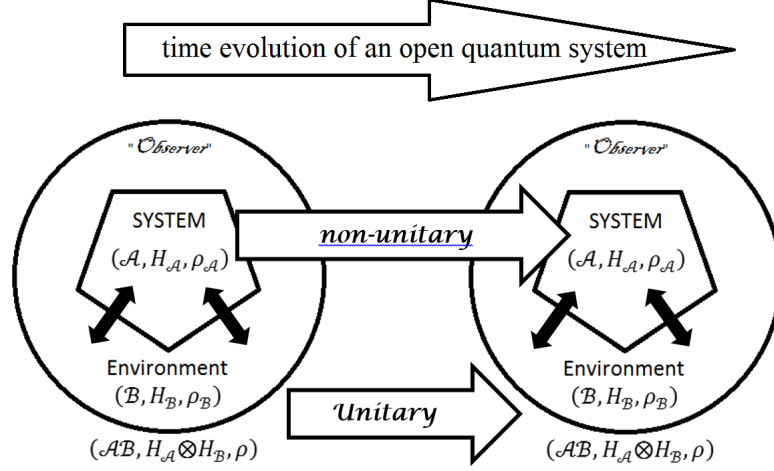 time evolution of an open quantum system
"Observer"
SYSTEM
(𝒜, H_𝒜, ρ_𝒜)
Environment
(ℬ, H_ℬ, ρ_ℬ)
(𝒜ℬ, H_𝒜⊗H_ℬ, ρ)
non-unitary
Unitary
"Observer"
SYSTEM
(𝒜, H_𝒜, ρ_𝒜)
Environment
(ℬ, H_ℬ, ρ_ℬ)
(𝒜ℬ, H_𝒜⊗H_ℬ, ρ)